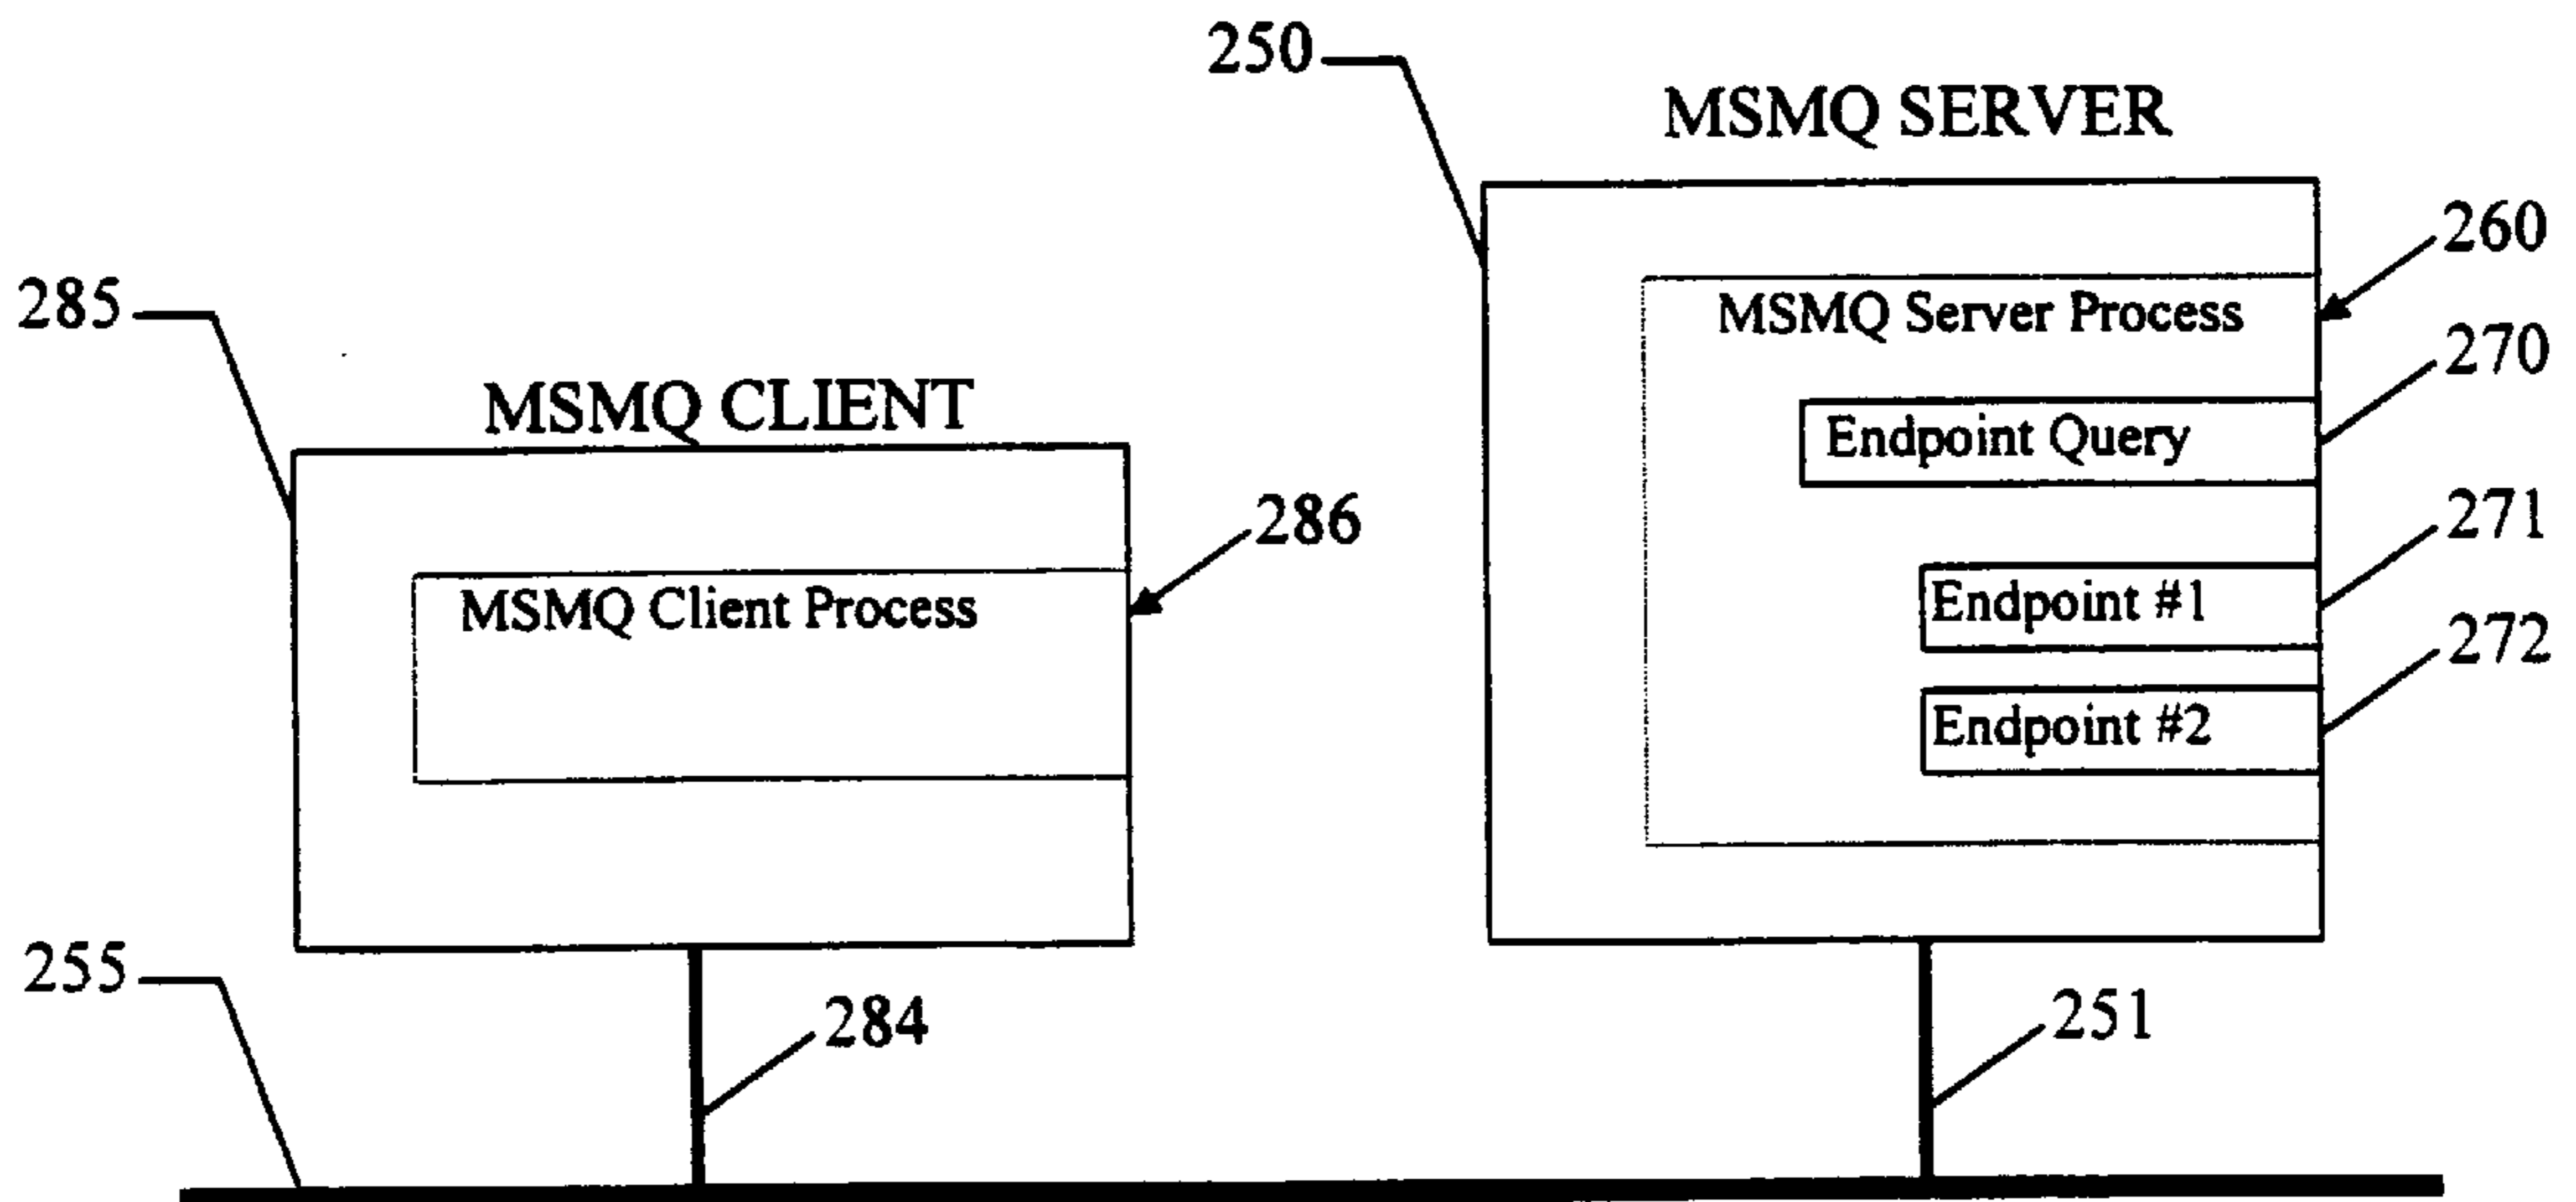 250
MSMQ SERVER
260
285
MSMQ Server Process
270
MSMQ CLIENT
Endpoint Query
286
271
MSMQ Client Process
Endpoint #1
272
Endpoint #2
255
284
251